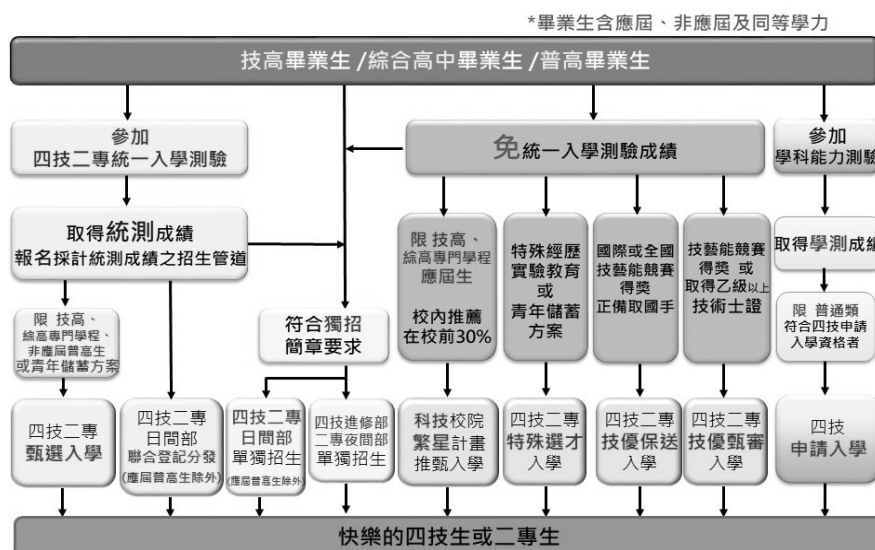 *畢業生含應屆、非應屆及同等學力
技高畢業生 /綜合高中畢業生 /普高畢業生
參加
四技二專統一入學測驗
免統一入學測驗成績
參加
學科能力測驗
取得統測成績
報名採計統測成績之招生管道
限 技高、
綜高專門學程
應屆生
校內推薦
在校前30%
特殊經歷
實驗教育
或
青年儲蓄
方案
國際或全國
技藝能競賽
得獎
正備取國手
技藝能競賽
得獎 或
取得乙級以上
技術士證
取得學測成績
限 技高、
綜高專門學程、
非應屆普高生
或青年儲蓄方案
符合獨招
簡章要求
限 普通類
符合四技申請
入學資格者
四技二專
甄選入學
四技二專
日間部
聯合登記分發
(應屆普高生除外)
四技二專
日間部
單獨招生
(應屆普高生除外)
四技進修部
二專夜間部
單獨招生
科技校院
繁星計畫
推甄入學
四技二專
特殊選才
入學
四技二專
技優保送
入學
四技二專
技優甄審
入學
四技
申請入學
快樂的四技生或二專生